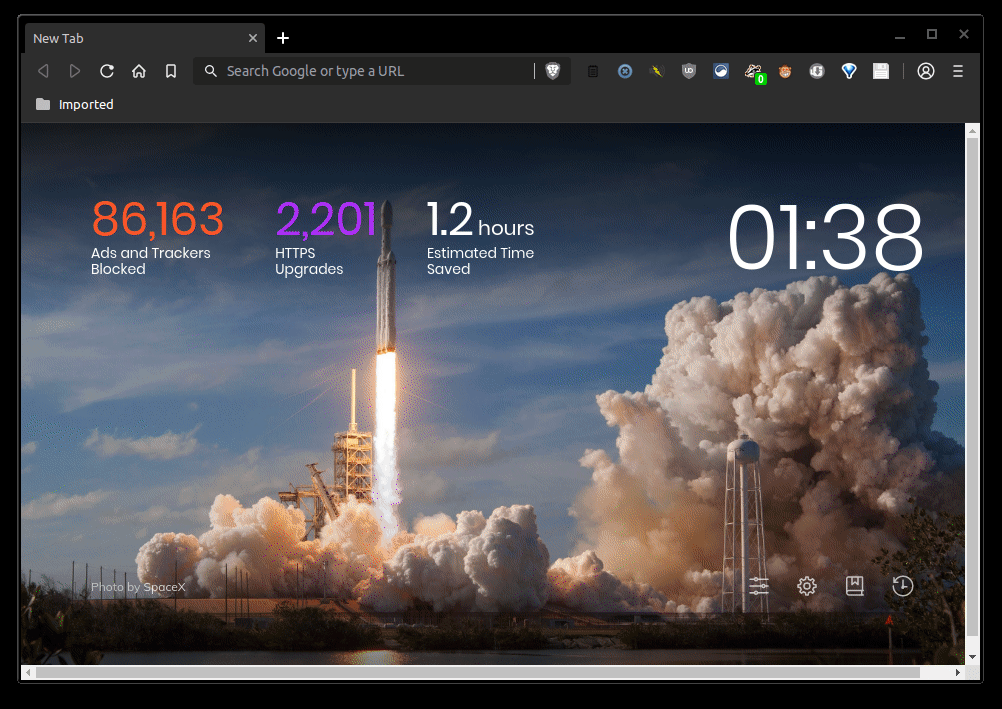 New Tab
Search Google or type a URL
UD
0
Imported
86,163
2,201
1.2 hours
01:38
Ads and Trackers
Blocked
HTTPS
Upgrades
Estimated Time
Saved
Photo by SpaceX